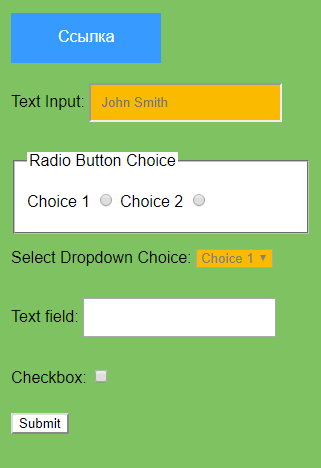 Ссылка
Text Input: John Smith
Radio Button Choice
Choice 1 Choice 2
Select Dropdown Choice: Choice 1
Text field:
Checkbox:
Submit